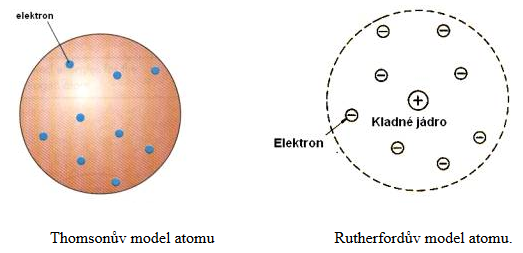 elektron
Kladné jádro
Elektron
Thomsonův model atomu
Rutherfordův model atomu.